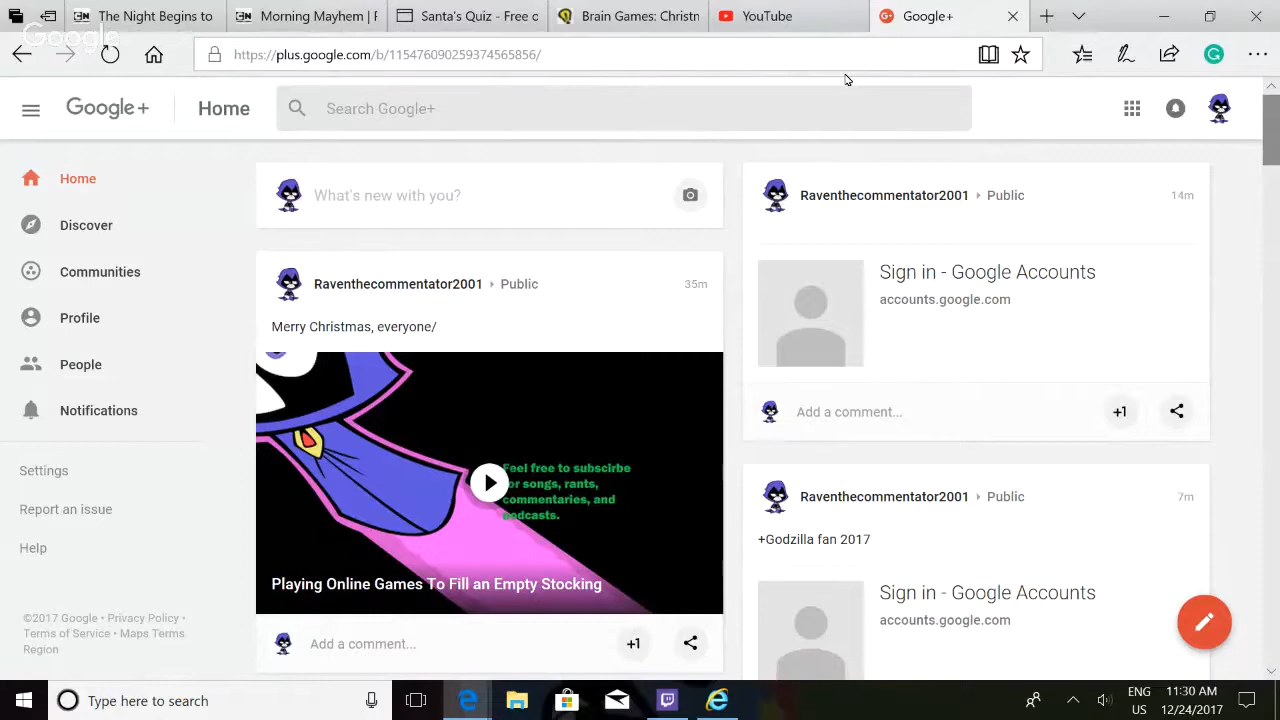 The Night Begins to
Morning Mayhem | F
Santa's Quiz - Free o
Brain Games: Christm
YouTube
Google+
Google
https://plus.google.com/b/115476090259374565856/
Google+
Home
Search Google+
Home
Discover
Communities
Profile
People
Notifications
Settings
Report an issue
Help
©2017 Google • Privacy Policy •
Terms of Service • Maps Terms
Region
What's new with you?
Raventhecommentator2001 Public
35m
Merry Christmas, everyone/
Feel free to subscirbe
for songs, rants,
commentaries, and
podcasts.
Playing Online Games To Fill an Empty Stocking
Add a comment...
+1
Raventhecommentator2001 Public
14m
Sign in - Google Accounts
accounts.google.com
Add a comment...
+1
Raventhecommentator2001 Public
7m
+Godzilla fan 2017
Sign in - Google Accounts
accounts.google.com
Type here to search
ENG
US
11:30 AM
12/24/2017